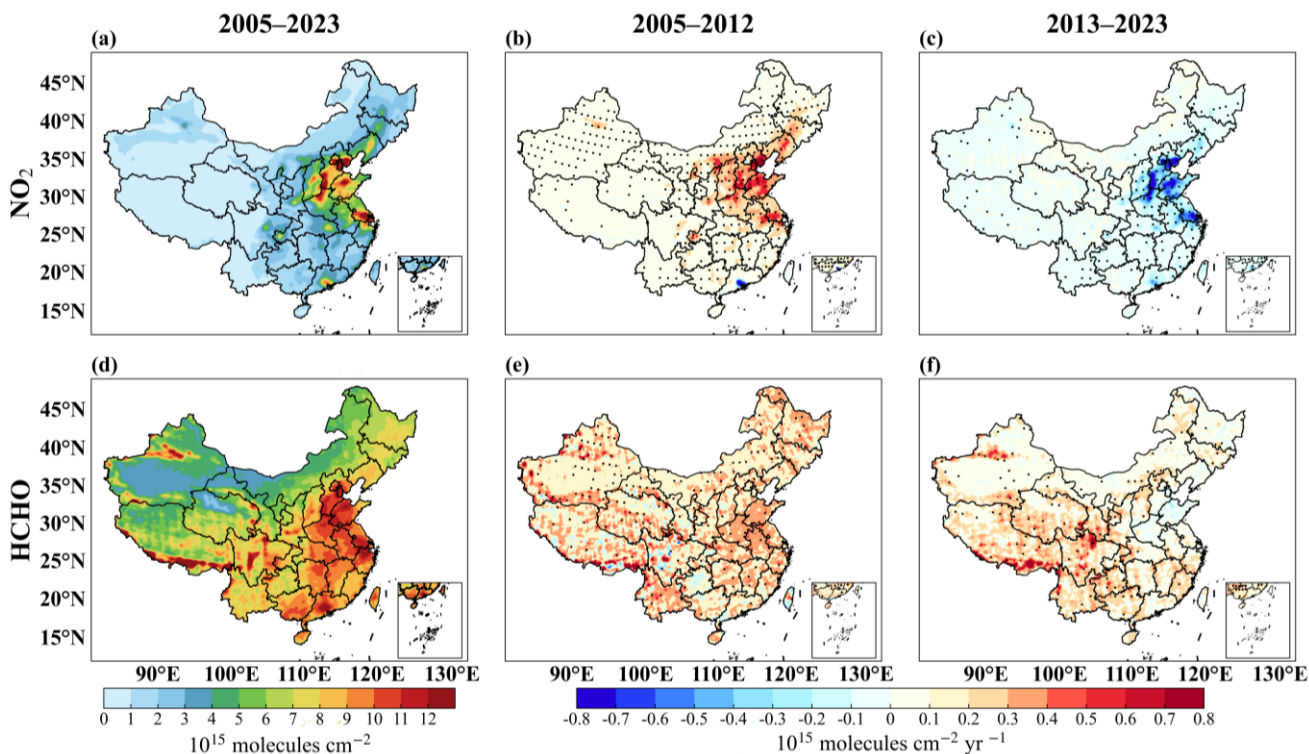 2005–2023 2005–2012 2013–2023
(a) (b) (c)
NO₂
45°N
40°N
35°N
30°N
25°N
20°N
15°N
(d) (e) (f)
HCHO
45°N
40°N
35°N
30°N
25°N
20°N
15°N
90°E 100°E 110°E 120°E 130°E 90°E 100°E 110°E 120°E 130°E 90°E 100°E 110°E 120°E 130°E
0 1 2 3 4 5 6 7 8 9 10 11 12 -0.8 -0.7 -0.6 -0.5 -0.4 -0.3 -0.2 -0.1 0 0.1 0.2 0.3 0.4 0.5 0.6 0.7 0.8
10¹⁵ molecules cm⁻² 10¹⁵ molecules cm⁻² yr ⁻¹